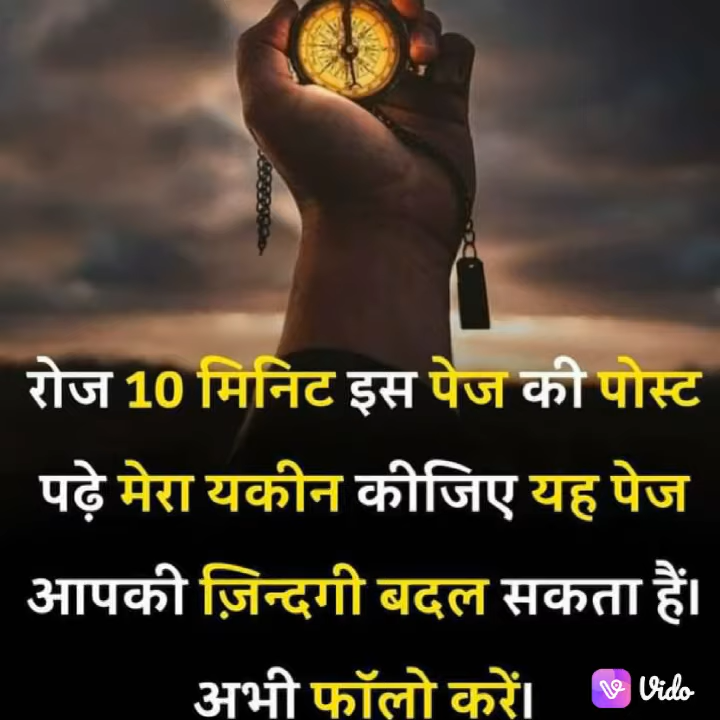 रोज 10 मिनिट इस पेज की पोस्ट
पढ़े मेरा यकीन कीजिए यह पेज
आपकी ज़िन्दगी बदल सकता हैं।
अभी फॉलो करें।
Vido